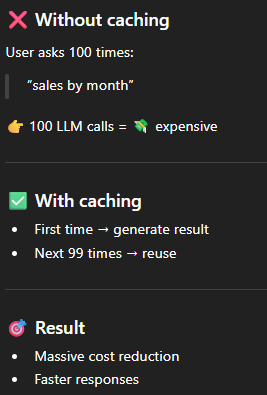 ❌ Without caching
User asks 100 times:
“sales by month”
👉 100 LLM calls = 💸 expensive
✅ With caching
• First time → generate result
• Next 99 times → reuse
🎯 Result
• Massive cost reduction
• Faster responses